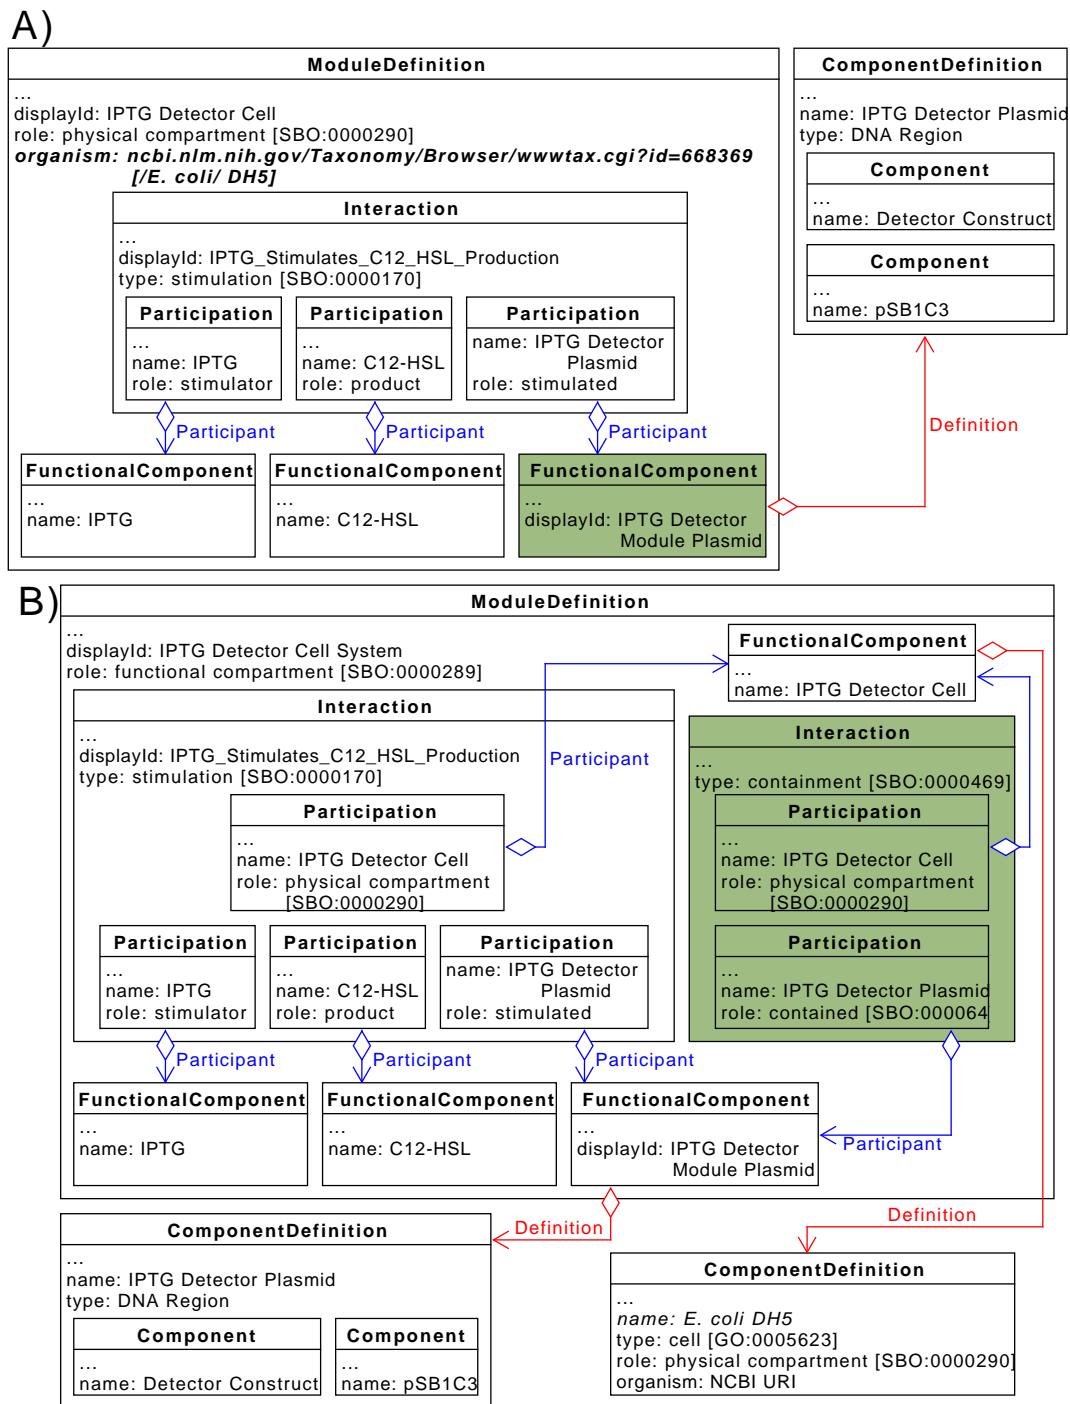 A)
ModuleDefinition
...
displayId: IPTG Detector Cell
role: physical compartment [SBO:0000290]
organism: ncbi.nlm.nih.gov/Taxonomy/Browser/wwwtax.cgi?id=668369
[/E. coli/ DH5]
Interaction
...
displayId: IPTG_Stimulates_C12_HSL_Production
type: stimulation [SBO:0000170]
Participation
...
name: IPTG
role: stimulator
Participation
...
name: C12-HSL
role: product
Participation
name: IPTG Detector
Plasmid
role: stimulated
Participant
Participant
Participant
FunctionalComponent
...
name: IPTG
FunctionalComponent
...
name: C12-HSL
FunctionalComponent
...
displayId: IPTG Detector
Module Plasmid
ComponentDefinition
...
name: IPTG Detector Plasmid
type: DNA Region
Component
...
name: Detector Construct
Component
...
name: pSB1C3
Definition
B)
ModuleDefinition
...
displayId: IPTG Detector Cell System
role: functional compartment [SBO:0000289]
FunctionalComponent
...
name: IPTG Detector Cell
Interaction
...
displayId: IPTG_Stimulates_C12_HSL_Production
type: stimulation [SBO:0000170]
Participant
Participation
...
name: IPTG Detector Cell
role: physical compartment
[SBO:0000290]
Participation
...
name: IPTG
role: stimulator
Participation
...
name: C12-HSL
role: product
Participation
name: IPTG Detector
Plasmid
role: stimulated
Interaction
...
type: containment [SBO:0000469]
Participation
...
name: IPTG Detector Cell
role: physical compartment
[SBO:0000290]
Participation
...
name: IPTG Detector Plasmid
role: contained [SBO:000064
Participant
Participant
Participant
Participant
FunctionalComponent
...
name: IPTG
FunctionalComponent
...
name: C12-HSL
FunctionalComponent
...
displayId: IPTG Detector
Module Plasmid
Definition
Definition
ComponentDefinition
...
name: IPTG Detector Plasmid
type: DNA Region
Component
...
name: Detector Construct
Component
...
name: pSB1C3
ComponentDefinition
...
name: E. coli DH5
type: cell [GO:0005623]
role: physical compartment [SBO:0000290]
organism: NCBI URI